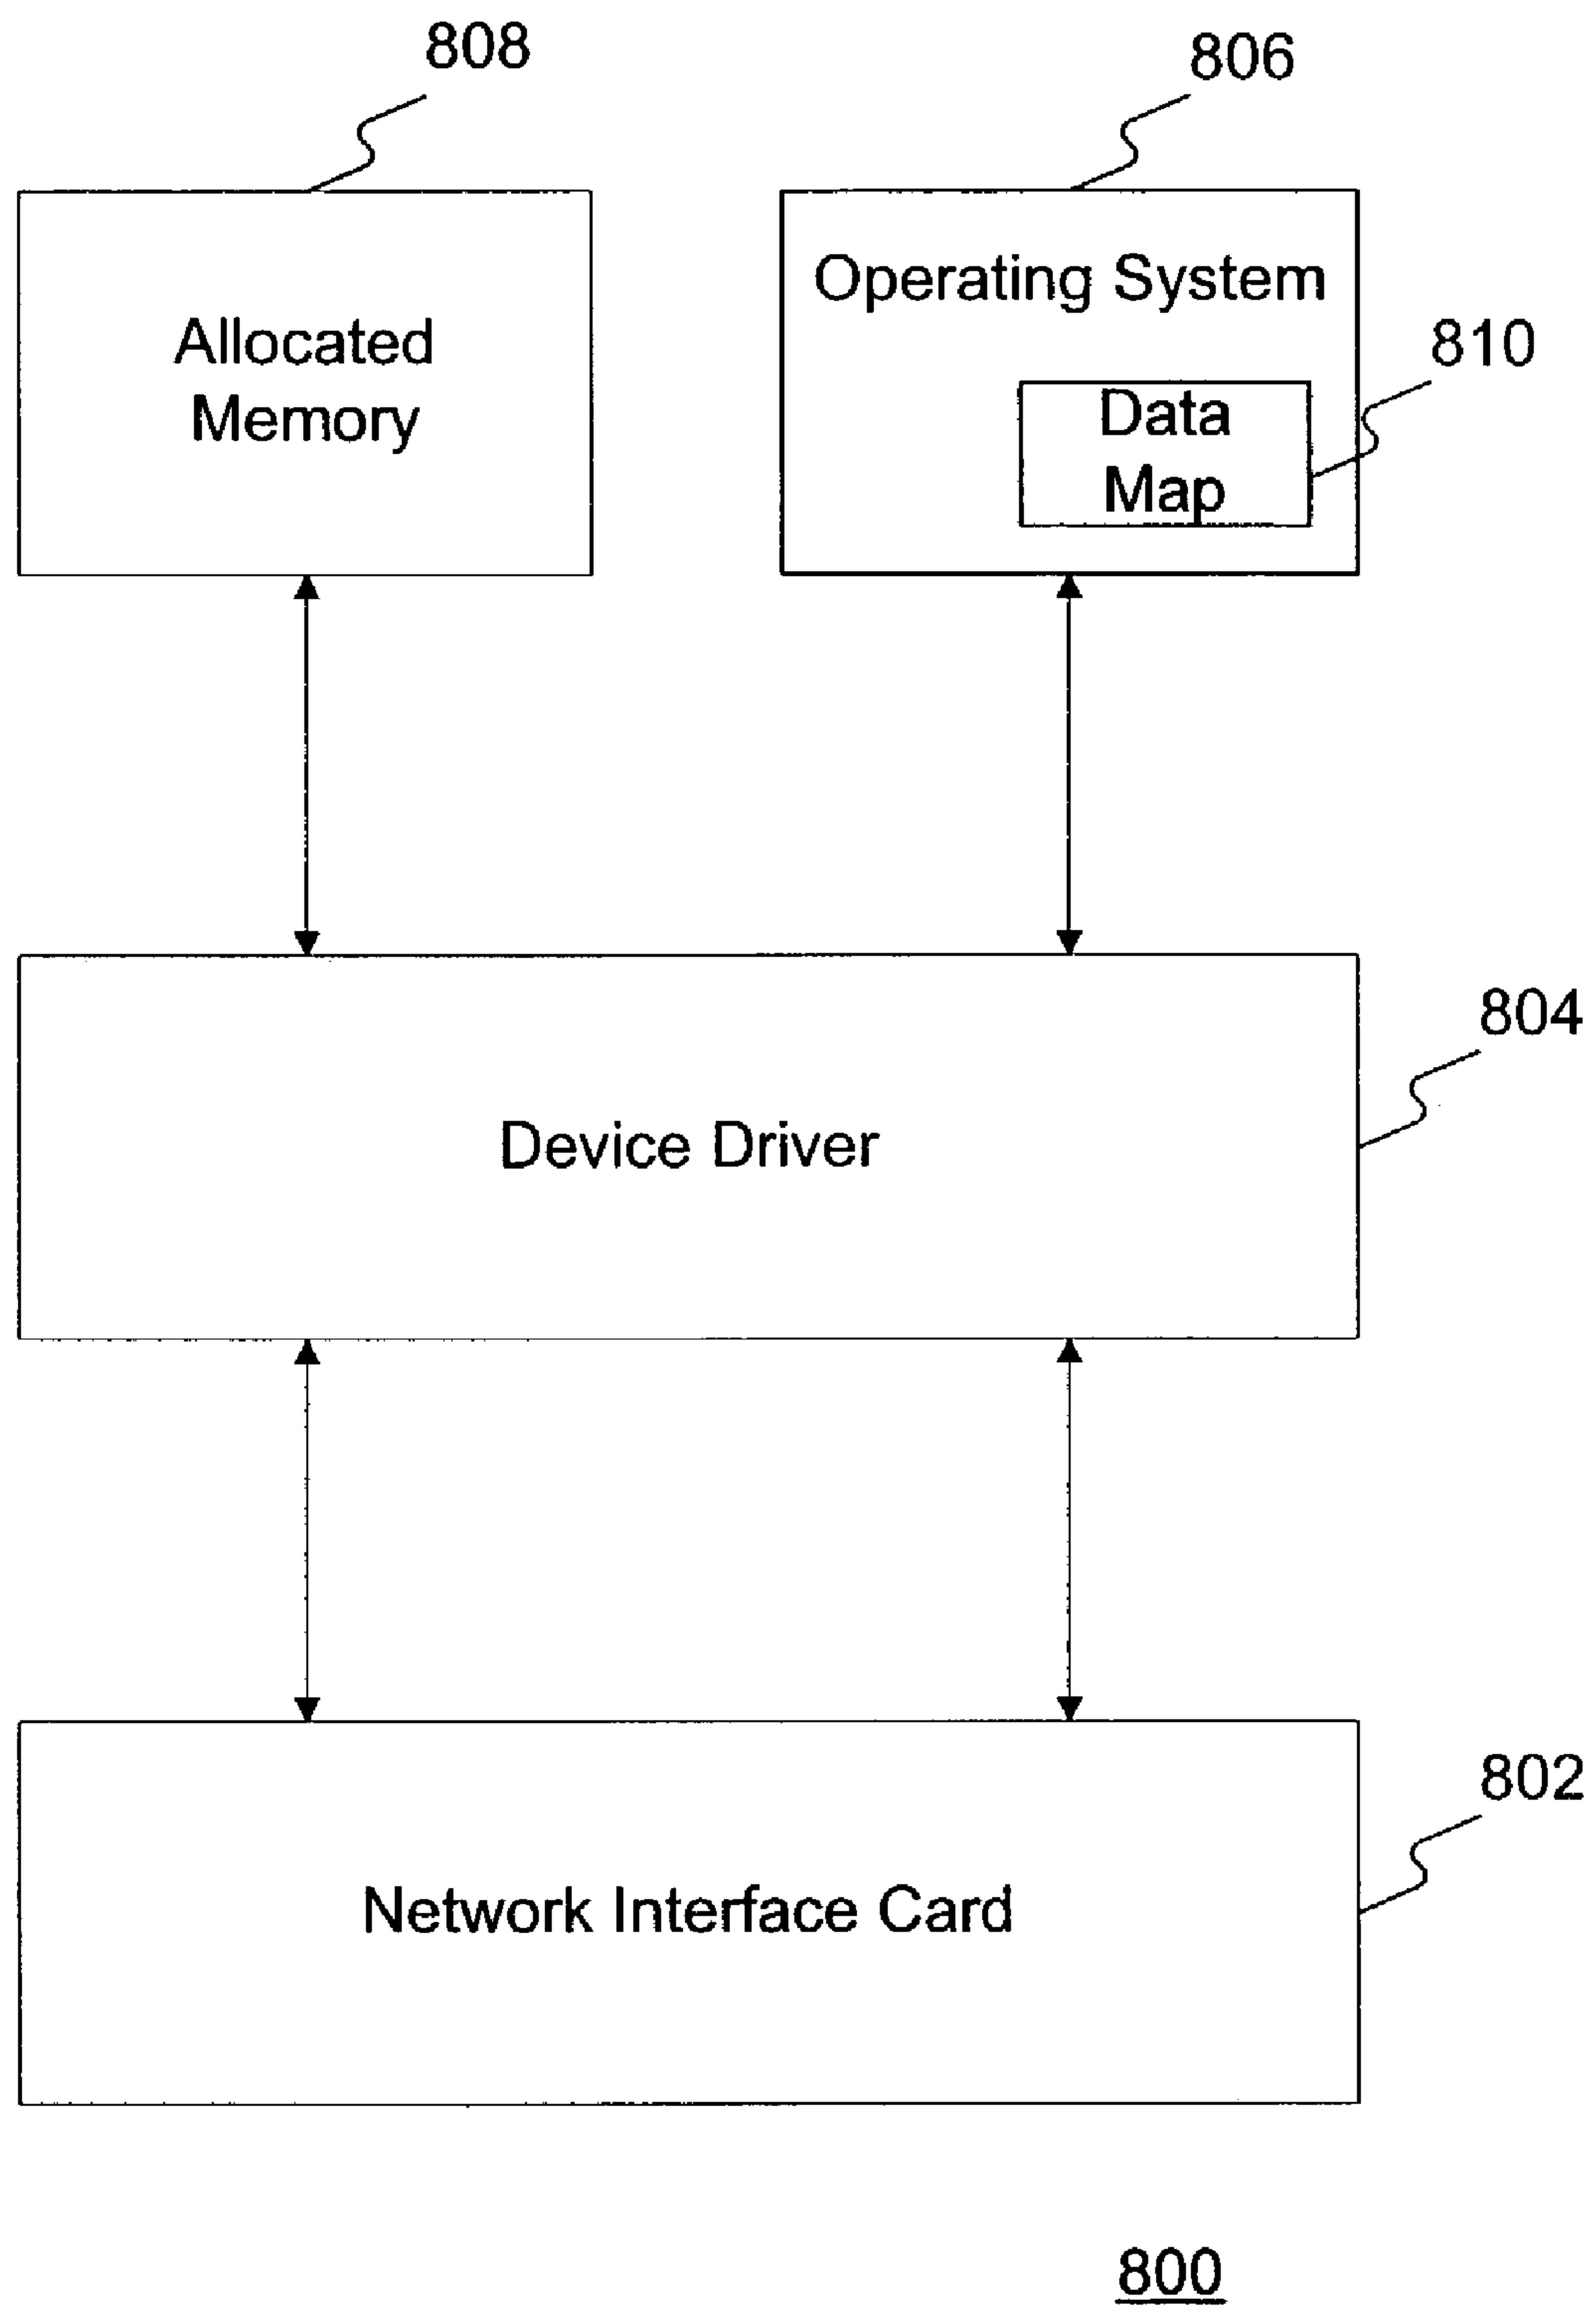 808
806
Allocated
Memory
Operating System
810
Data
Map
804
Device Driver
802
Network Interface Card
800